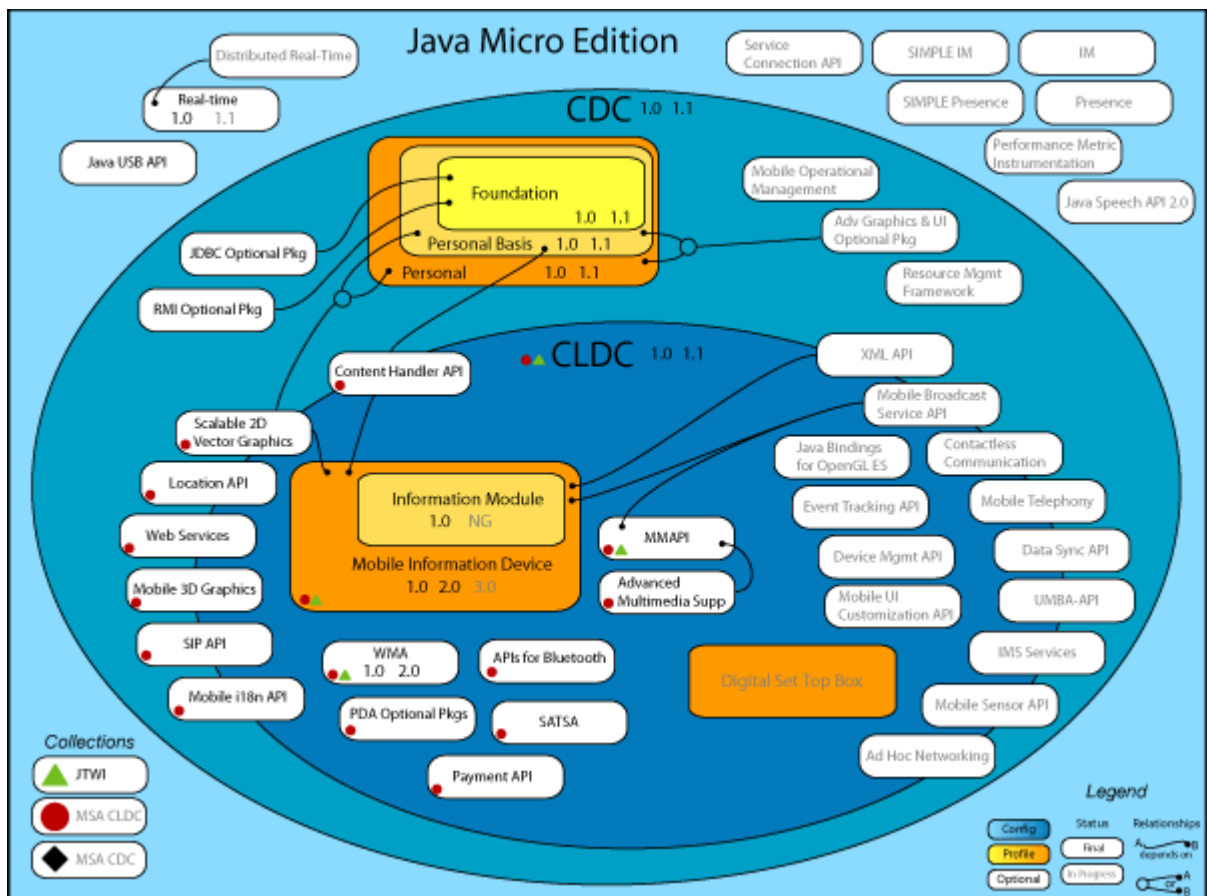 Java Micro Edition
Distributed Real-Time
Real-time
1.0 1.1
Java USB API
Service
Connection API
SIMPLE IM
IM
SIMPLE Presence
Presence
Performance Metric
Instrumentation
Java Speech API 2.0
CDC 1.0 1.1
Foundation
1.0 1.1
Personal Basis 1.0 1.1
Personal 1.0 1.1
JDBC Optional Pkg
RMI Optional Pkg
Mobile Operational
Management
Adv Graphics & UI
Optional Pkg
Resource Mgmt
Framework
CLDC 1.0 1.1
Content Handler API
XML API
Mobile Broadcast
Service API
Scalable 2D
Vector Graphics
Java Bindings
for OpenGL ES
Contactless
Communication
Location API
Information Module
1.0 NG
Event Tracking API
Mobile Telephony
Web Services
MMAPI
Mobile Information Device
1.0 2.0 3.0
Device Mgmt API
Data Sync API
Mobile 3D Graphics
Advanced
Multimedia Supp
Mobile UI
Customization API
UMBA-API
SIP API
WMA
1.0 2.0
APIs for Bluetooth
IMS Services
Digital Set Top Box
Mobile i18n API
PDA Optional Pkgs
SATSA
Mobile Sensor API
Payment API
Ad Hoc Networking
Collections
JTWI
MSA CLDC
MSA CDC
Legend
Status
Relationships
Config
Profile
Optional
Final
In Progress
A B
depends on
or A
B